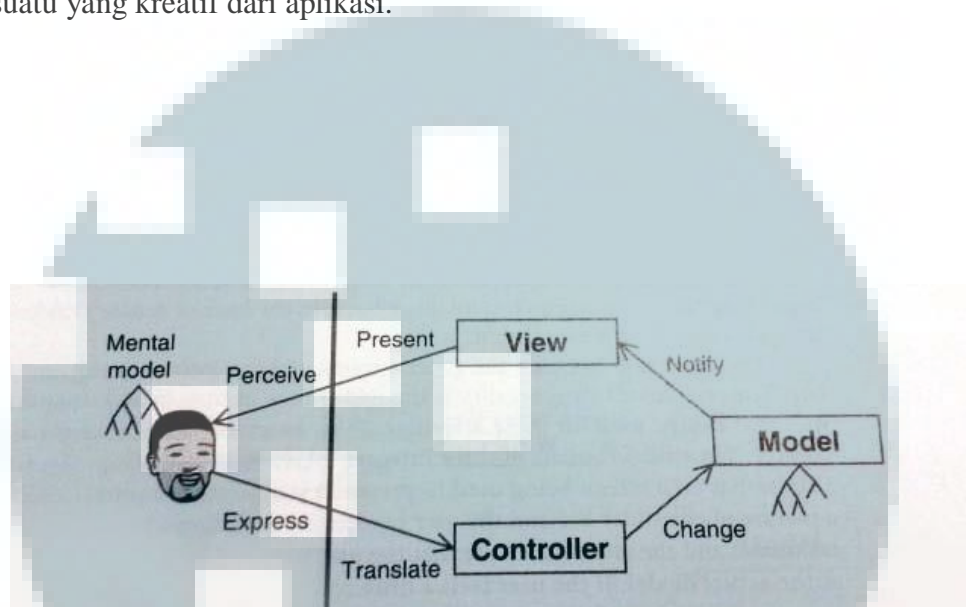 suatu yang kreatif dari aplikasi.
Mental
model
Perceive
Present
View
Notify
Model
Express
Translate
Controller
Change